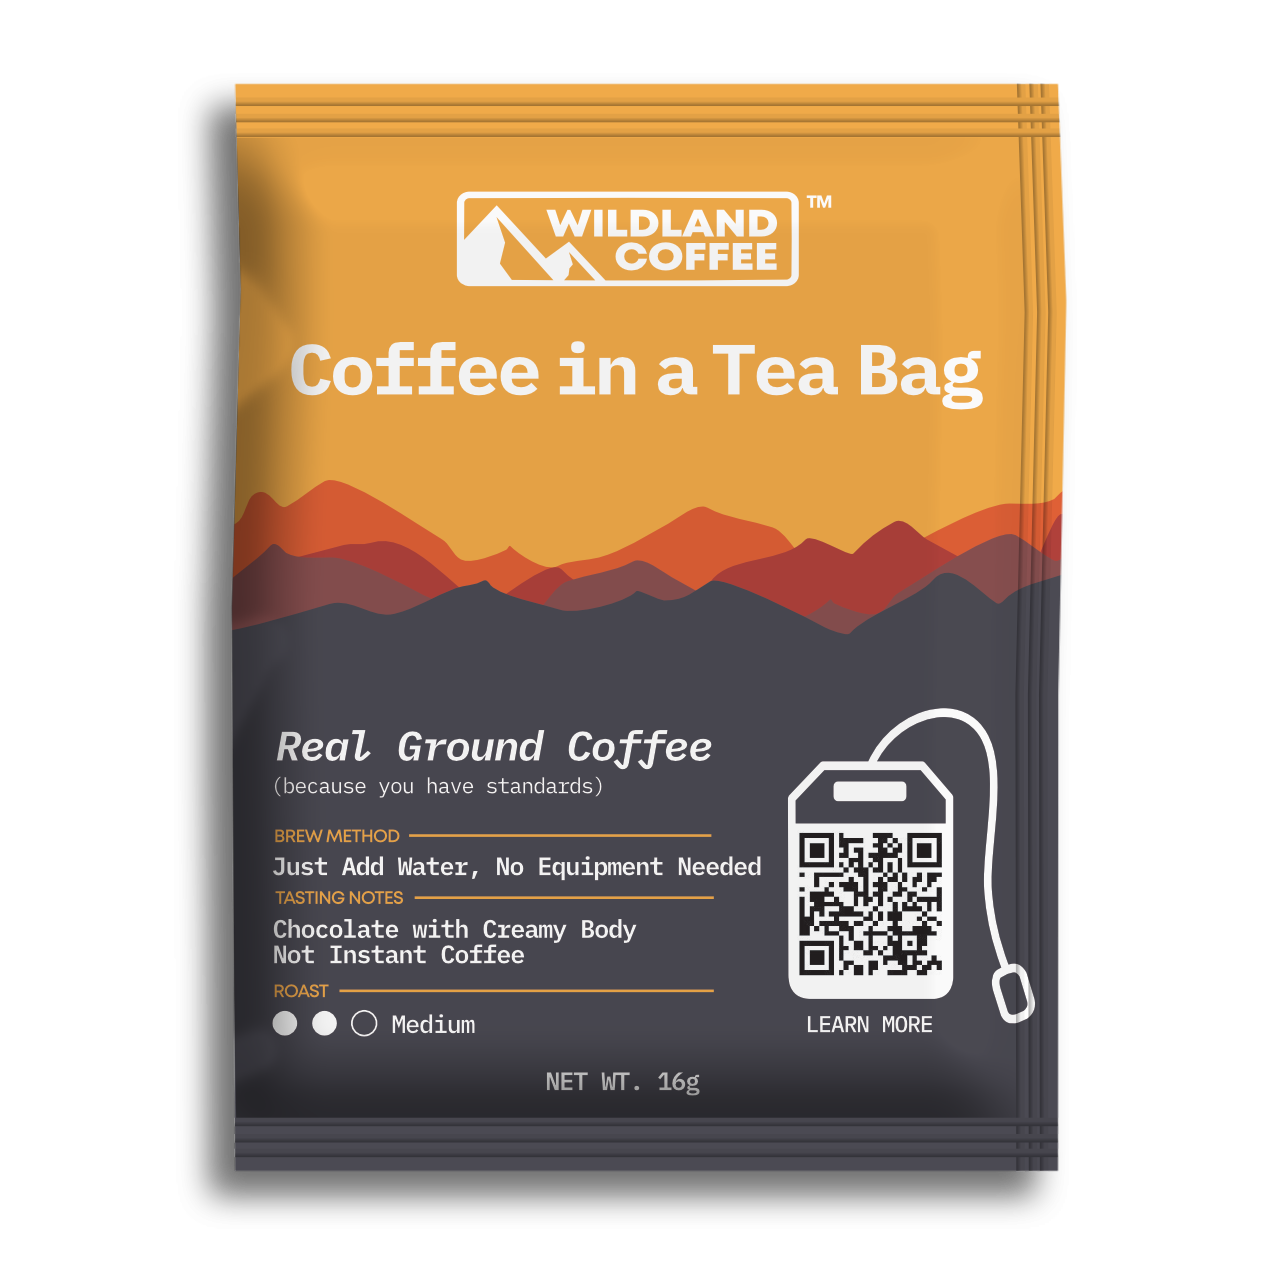 WILDLAND
COFFEE
TM
Coffee in a Tea Bag
Real Ground Coffee
(because you have standards)
BREW METHOD
Just Add Water, No Equipment Needed
TASTING NOTES
Chocolate with Creamy Body
Not Instant Coffee
ROAST
Medium
LEARN MORE
NET WT. 16g